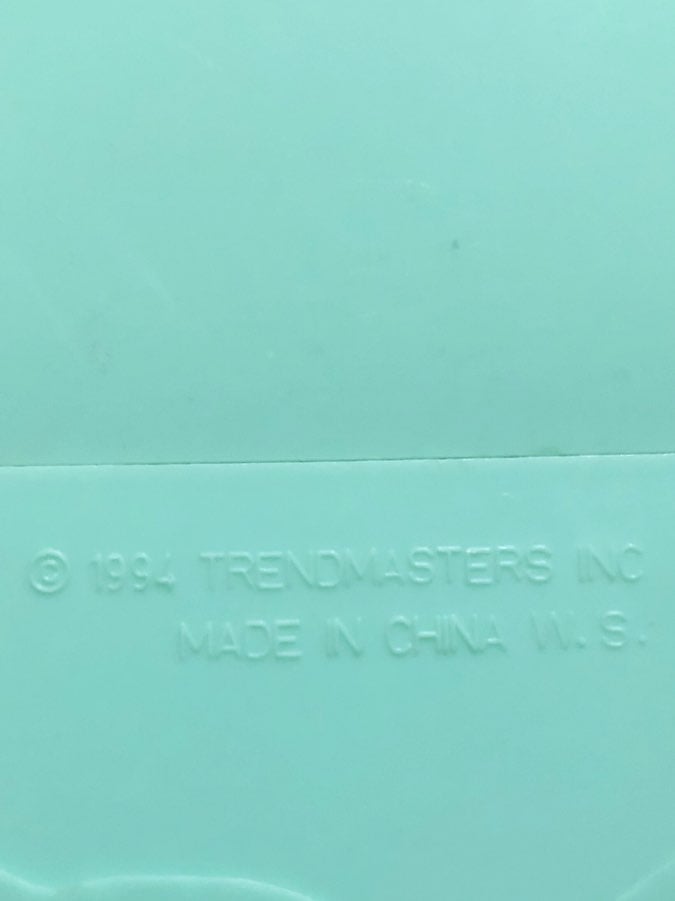 © 1994 TRENDMASTERS INC
MADE IN CHINA W. S.